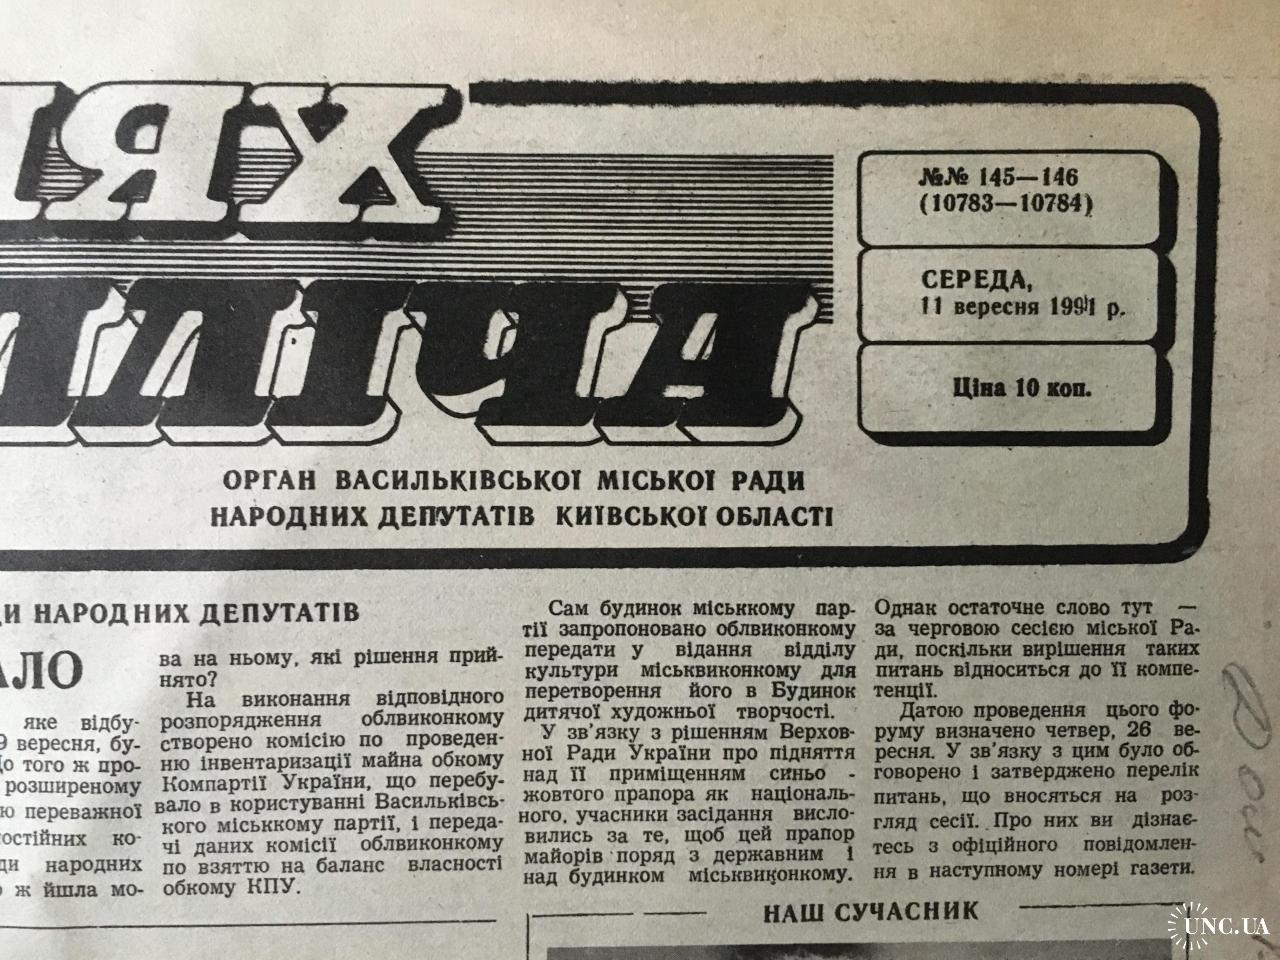 ЛЯХ
ІЛЛІЧА
№№ 145—146
(10783—10784)
СЕРЕДА,
11 вересня 1991 р.
Ціна 10 коп.
ОРГАН ВАСИЛЬКІВСЬКОЇ МІСЬКОЇ РАДИ
НАРОДНИХ ДЕПУТАТІВ КИЇВСЬКОЇ ОБЛАСТІ
ДИ НАРОДНИХ ДЕПУТАТІВ
АЛО
яке відбу-
9 вересня, бу-
До того ж про-
розширеному
ю переважної
остійних ко-
ди народних
о ж йшла мо-
ва на ньому, які рішення прий-
нято?
На виконання відповідного
розпорядження облвиконкому
створено комісію по проведен-
ню інвентаризації майна обкому
Компартії України, що перебу-
вало в користуванні Васильківсь-
кого міськкому партії, і переда-
чі даних комісії облвиконкому
по взяттю на баланс власності
обкому КПУ.
Сам будинок міськкому пар-
тії запропоновано облвиконкому
передати у відання відділу
культури міськвиконкому для
перетворення його в Будинок
дитячої художньої творчості.
У зв'язку з рішенням Верхов-
ної Ради України про підняття
над її приміщенням синьо -
жовтого прапора як національ-
ного, учасники засідання висло-
вились за те, щоб цей прапор
майорів поряд з державним і
над будинком міськвиконкому.
Однак остаточне слово тут —
за черговою сесією міської Ра-
ди, поскільки вирішення таких
питань відноситься до її компе-
тенції.
Датою проведення цього фо-
руму визначено четвер, 26 ве-
ресня. У зв'язку з цим було об-
говорено і затверджено перелік
питань, що вносяться на роз-
гляд сесії. Про них ви дізнає-
тесь з офіційного повідомлен-
ня в наступному номері газети.
НАШ СУЧАСНИК
UNC.UA